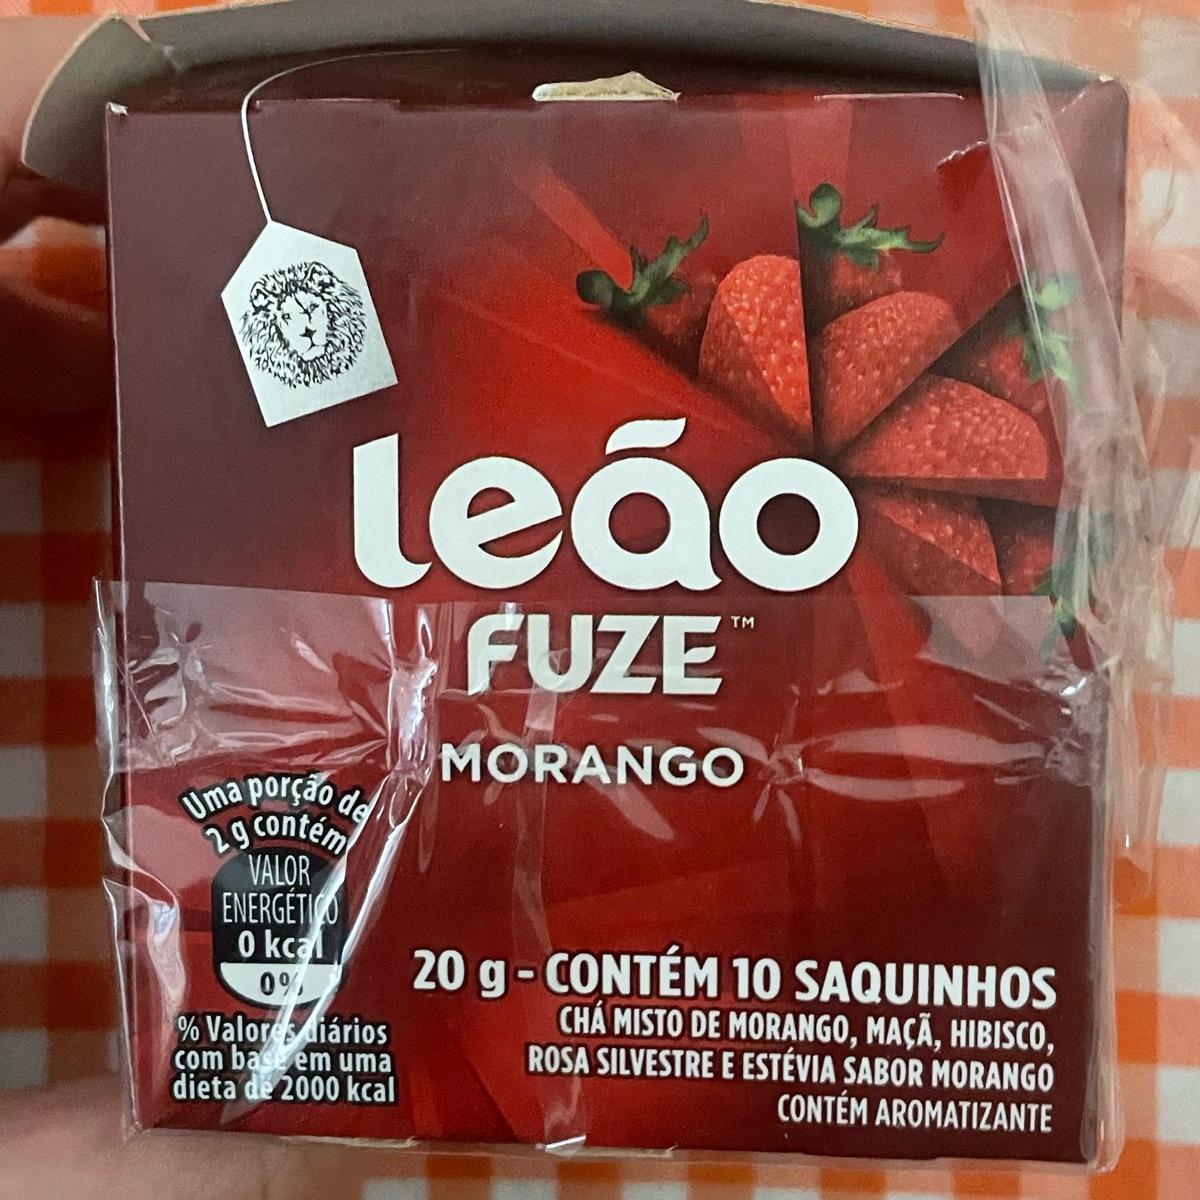 leão
FUZE™
MORANGO
Uma porção de
2 g contém
VALOR
ENERGÉTICO
0 kcal
0%
% Valores diários
com base em uma
dieta de 2000 kcal
20 g - CONTÉM 10 SAQUINHOS
CHÁ MISTO DE MORANGO, MAÇÃ, HIBISCO,
ROSA SILVESTRE E ESTÉVIA SABOR MORANGO
CONTÉM AROMATIZANTE